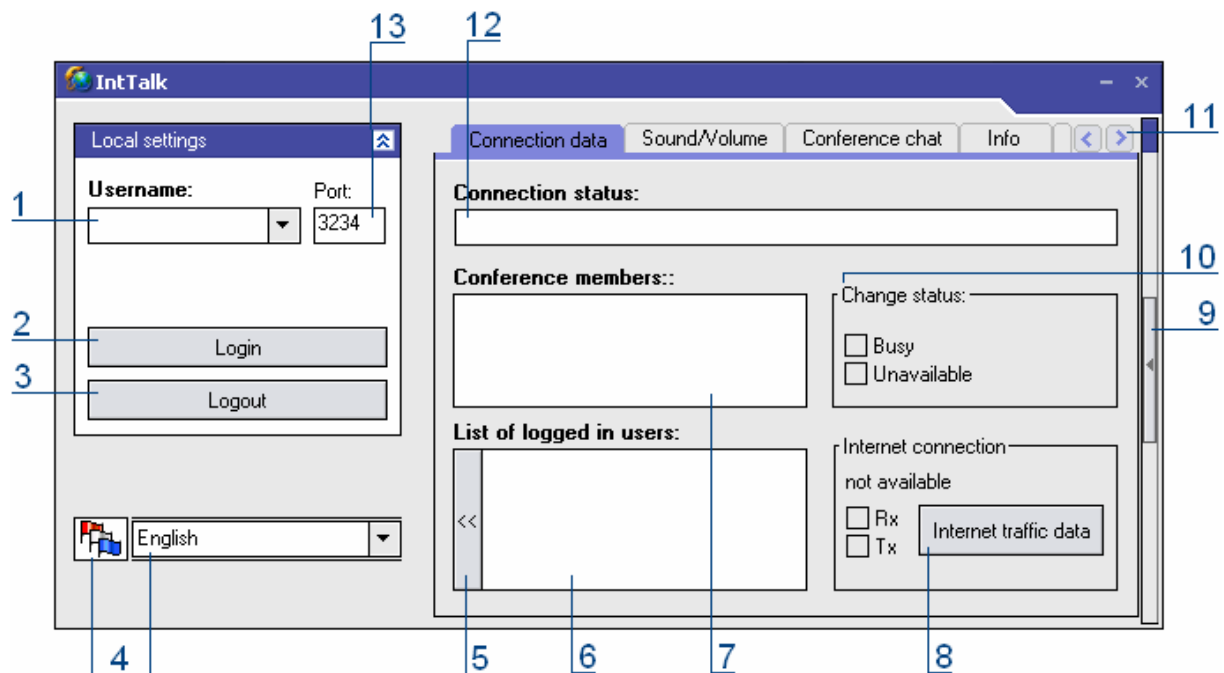 13 12
IntTalk
Local settings
Connection data Sound/Volume Conference chat Info
11
Username: Port:
1
3234
Connection status:
Conference members::
10
Change status:
Busy
Unavailable
9
2
Login
3
Logout
List of logged in users:
<<
Internet connection
not available
Rx
Tx
Internet traffic data
English
4 5 6 7 8